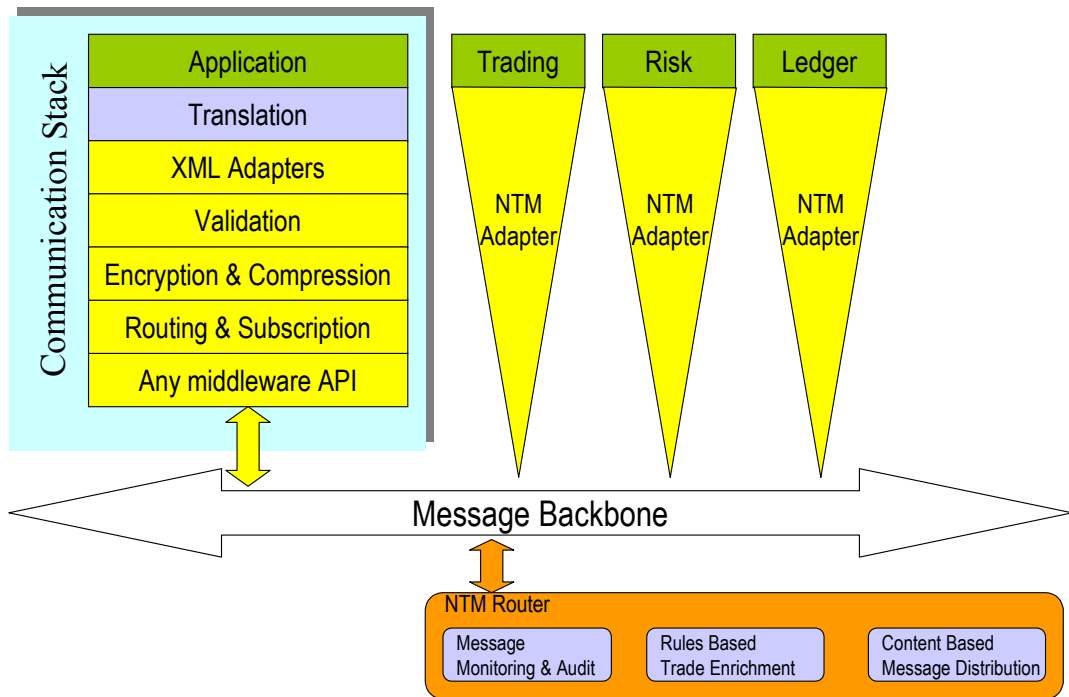 Communication Stack
Application
Translation
XML Adapters
Validation
Encryption & Compression
Routing & Subscription
Any middleware API
Trading
Risk
Ledger
NTM
Adapter
NTM
Adapter
NTM
Adapter
Message Backbone
NTM Router
Message
Monitoring & Audit
Rules Based
Trade Enrichment
Content Based
Message Distribution